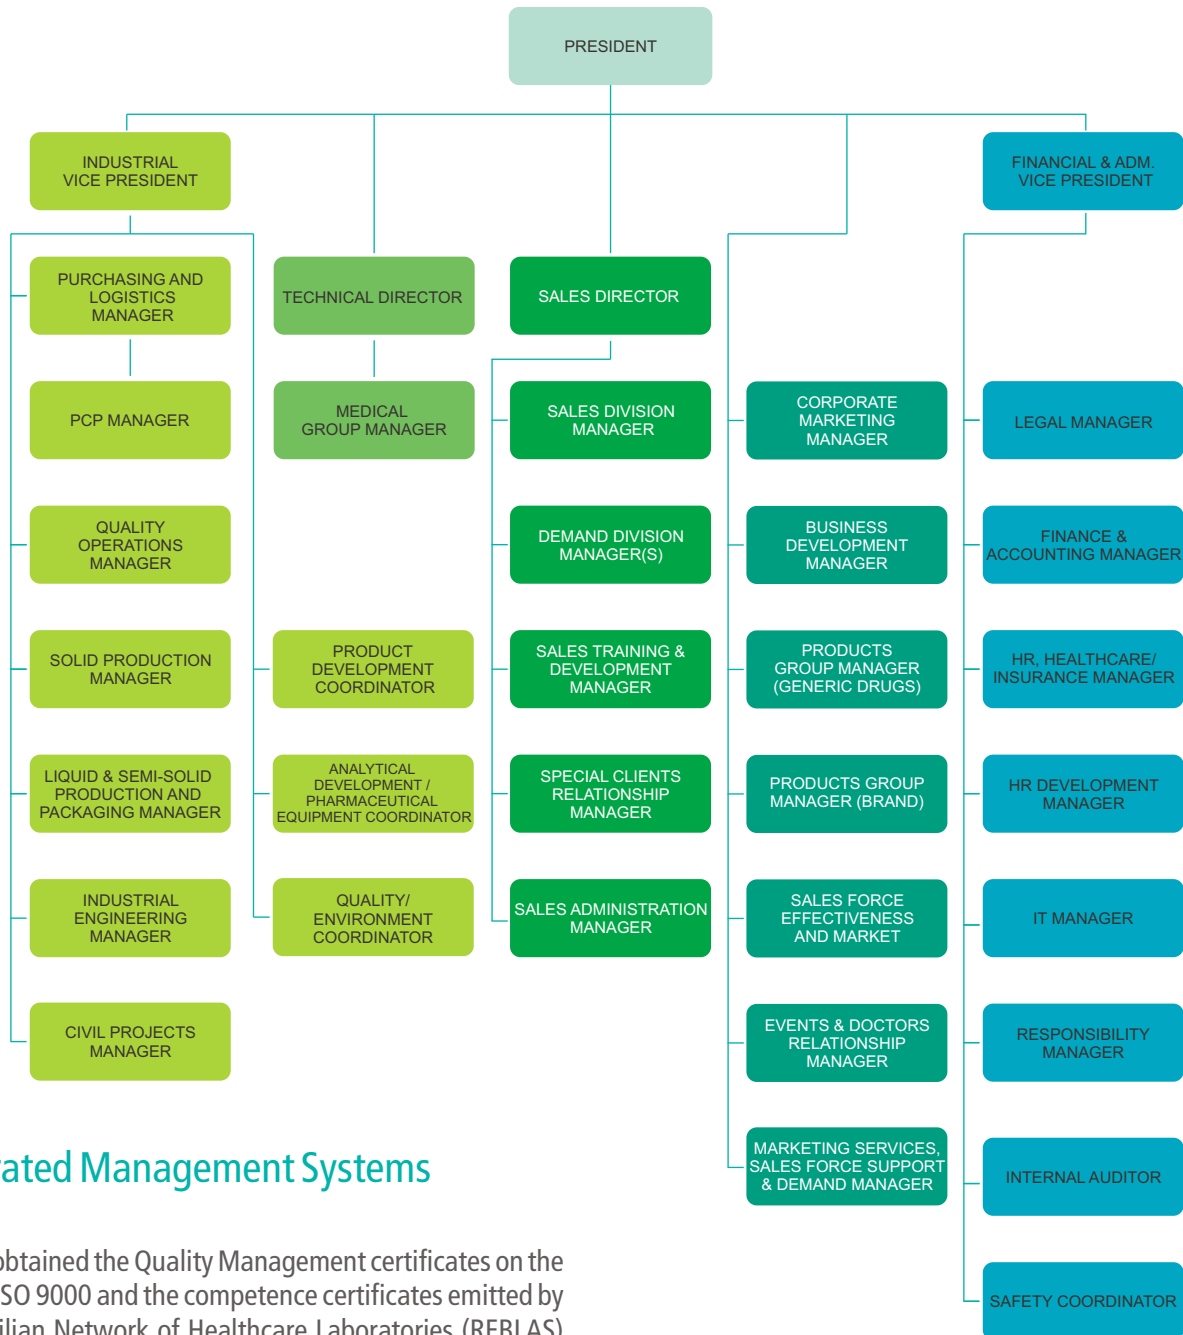 PRESIDENT
INDUSTRIAL
VICE PRESIDENT
FINANCIAL & ADM.
VICE PRESIDENT
PURCHASING AND
LOGISTICS
MANAGER
TECHNICAL DIRECTOR
SALES DIRECTOR
PCP MANAGER
MEDICAL
GROUP MANAGER
SALES DIVISION
MANAGER
CORPORATE
MARKETING
MANAGER
LEGAL MANAGER
QUALITY
OPERATIONS
MANAGER
DEMAND DIVISION
MANAGER(S)
BUSINESS
DEVELOPMENT
MANAGER
FINANCE &
ACCOUNTING MANAGER
SOLID PRODUCTION
MANAGER
PRODUCT
DEVELOPMENT
COORDINATOR
SALES TRAINING &
DEVELOPMENT
MANAGER
PRODUCTS
GROUP MANAGER
(GENERIC DRUGS)
HR, HEALTHCARE/
INSURANCE MANAGER
LIQUID & SEMI-SOLID
PRODUCTION AND
PACKAGING MANAGER
ANALYTICAL
DEVELOPMENT /
PHARMACEUTICAL
EQUIPMENT COORDINATOR
SPECIAL CLIENTS
RELATIONSHIP
MANAGER
PRODUCTS GROUP
MANAGER (BRAND)
HR DEVELOPMENT
MANAGER
INDUSTRIAL
ENGINEERING
MANAGER
QUALITY/
ENVIRONMENT
COORDINATOR
SALES ADMINISTRATION
MANAGER
SALES FORCE
EFFECTIVENESS
AND MARKET
IT MANAGER
CIVIL PROJECTS
MANAGER
EVENTS & DOCTORS
RELATIONSHIP
MANAGER
RESPONSIBILITY
MANAGER
MARKETING SERVICES,
SALES FORCE SUPPORT
& DEMAND MANAGER
INTERNAL AUDITOR
SAFETY COORDINATOR
rated Management Systems
obtained the Quality Management certificates on the
SO 9000 and the competence certificates emitted by
ilian Network of Healthcare Laboratories (REBLAS)